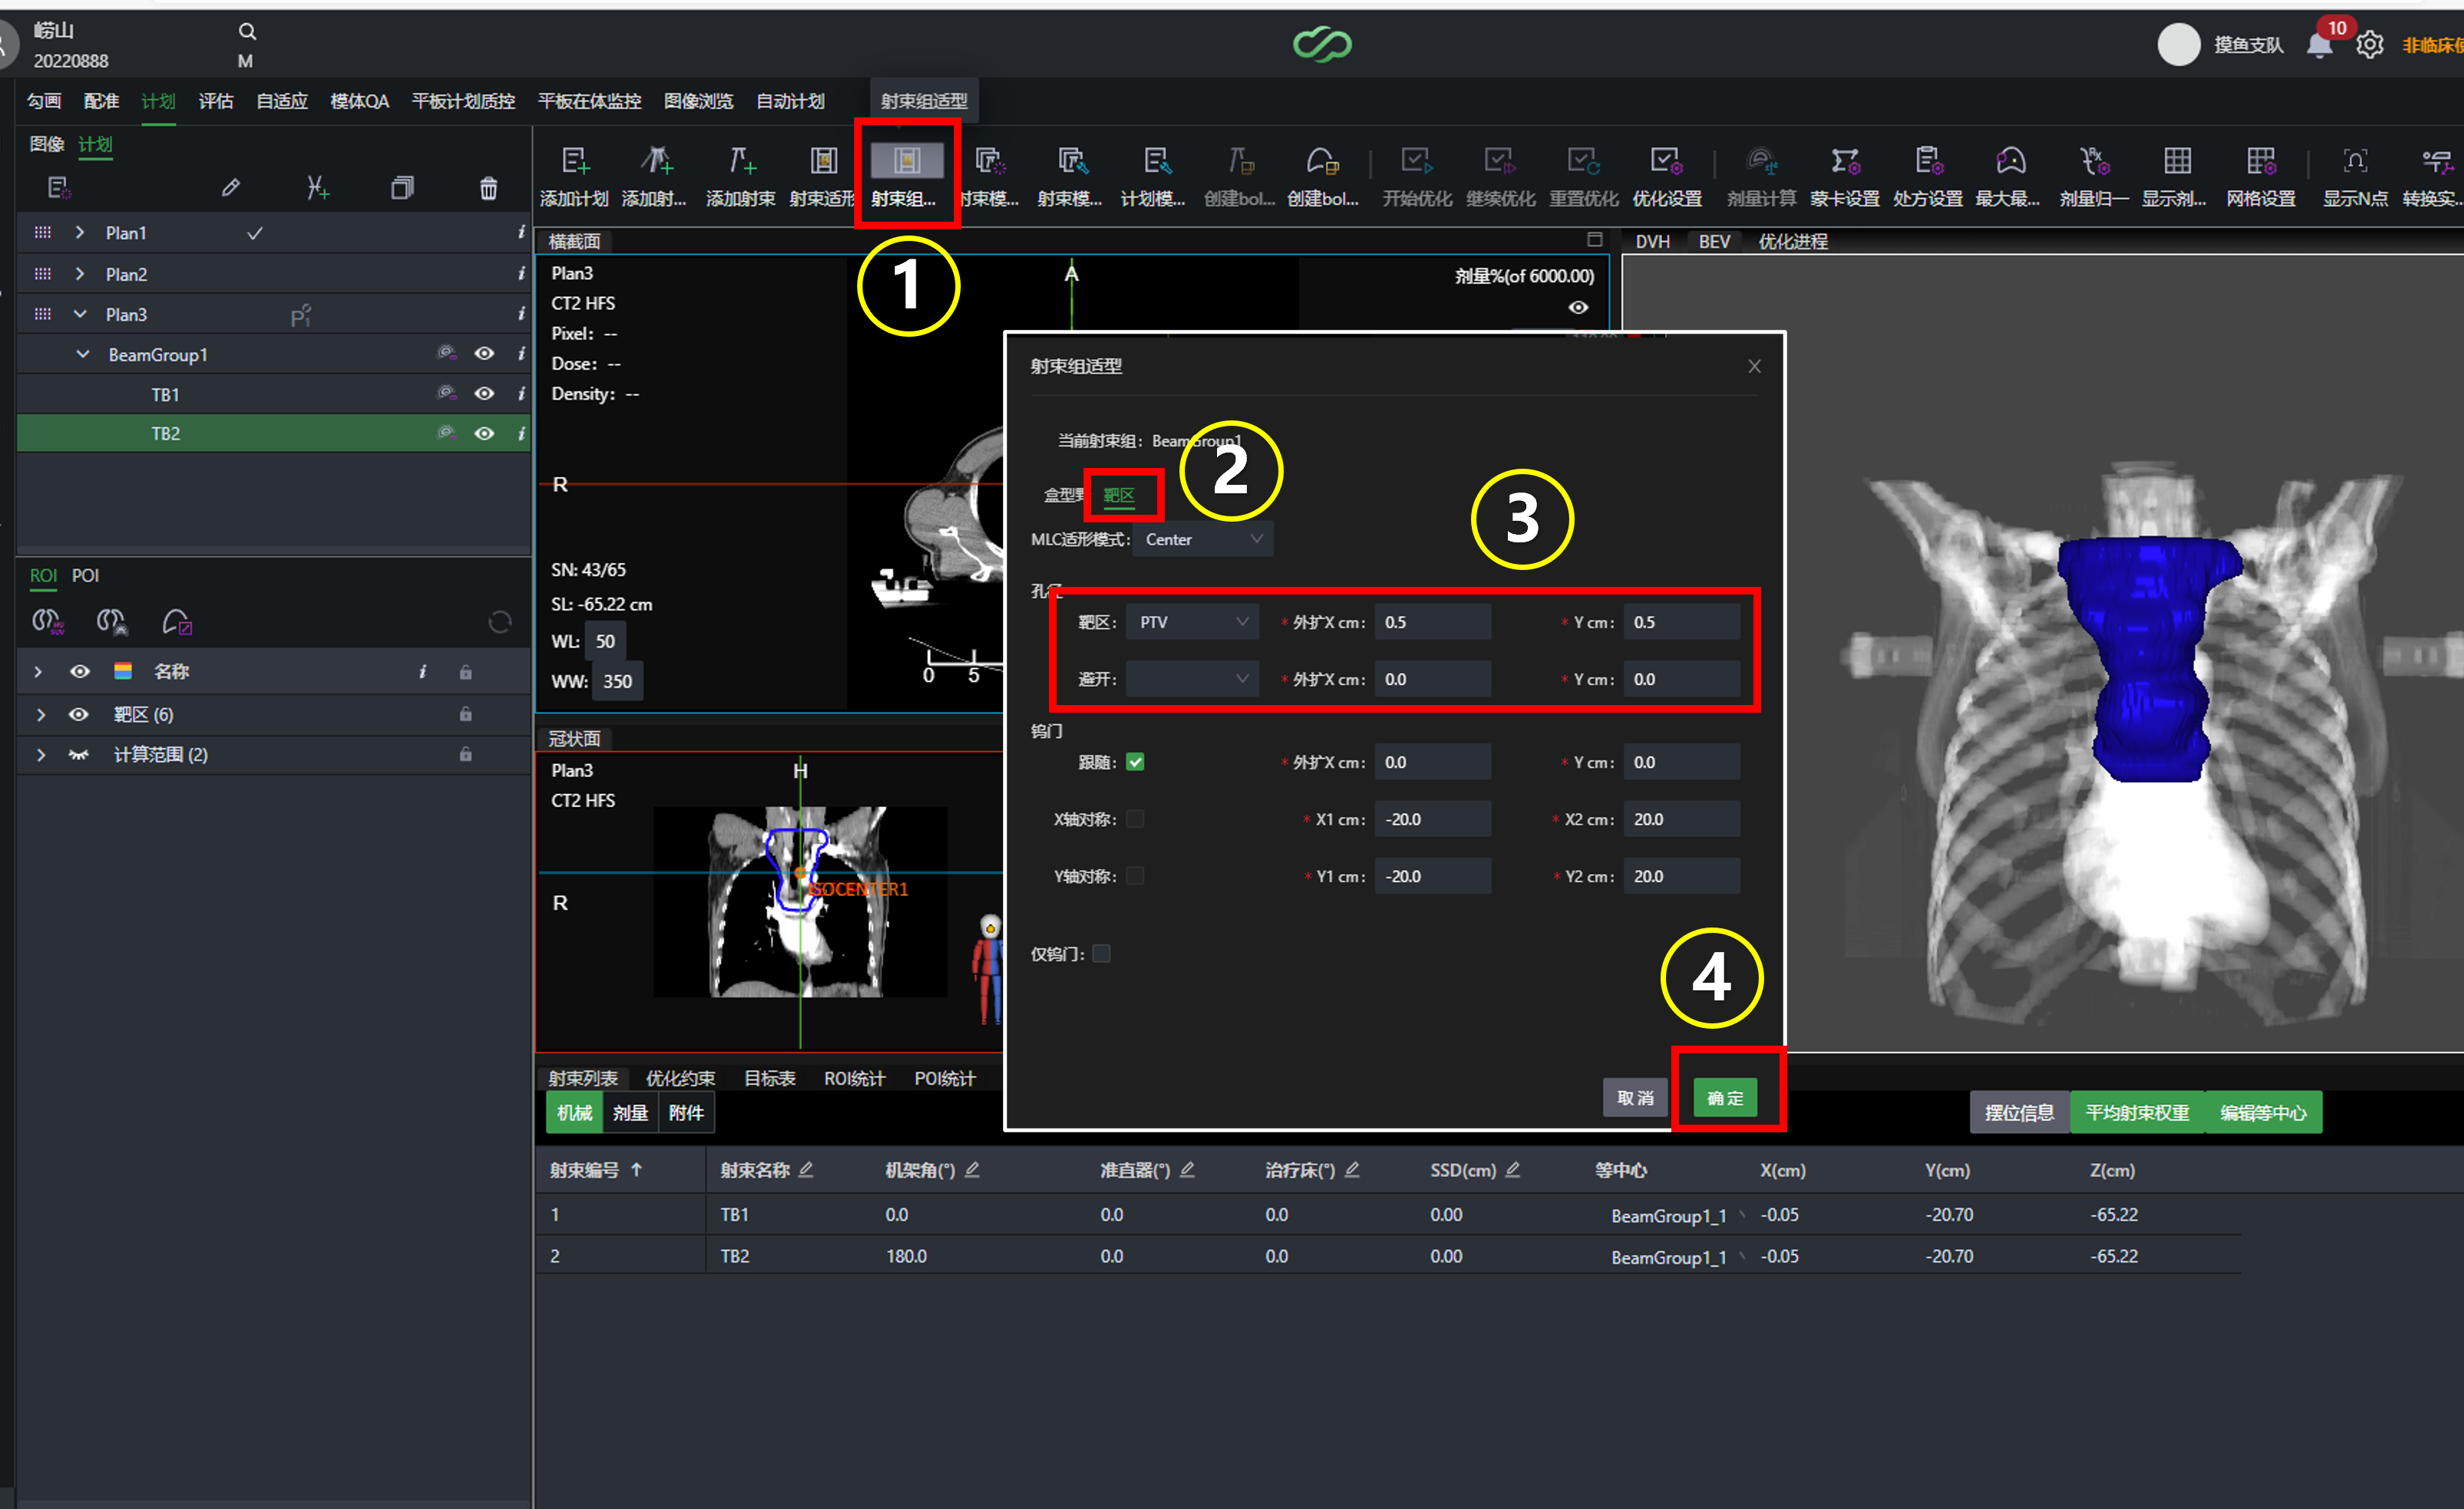 崂山
20220888
M
10
摸鱼支队
勾画 配准 计划 评估 自适应 模体QA 平板计划质控 平板在体监控 图像浏览 自动计划
射束组适型
图像 计划
添加计划 添加射... 添加射束 射束适形 射束组... 射束模... 计划模... 创建bol... 创建bol... 开始优化 继续优化 重置优化 优化设置 剂量计算 蒙卡设置 处方设置 最大最... 剂量归一 显示剂... 网格设置 显示N点 转换实...
Plan1
Plan2
Plan3
BeamGroup1
TB1
TB2
ROI POI
名称
靶区 (6)
计算范围 (2)
横截面
Plan3
CT2 HFS
Pixel: --
Dose: --
Density: --
A
剂量%(of 6000.00)
R
SN: 43/65
SL: -65.22 cm
WL: 50
WW: 350
0 5
冠状面
Plan3
CT2 HFS
H
R
DVH BEV 优化进程
1
射束组适型
当前射束组: BeamGroup1
2
靶区
3
MLC适形模式: Center
靶区: PTV * 外扩X cm: 0.5 * Y cm: 0.5
避开: * 外扩X cm: 0.0 * Y cm: 0.0
钨门
跟随: * 外扩X cm: 0.0 * Y cm: 0.0
X轴对称: * X1 cm: -20.0 * X2 cm: 20.0
Y轴对称: * Y1 cm: -20.0 * Y2 cm: 20.0
仅钨门:
4
取消 确定
射束列表 优化约束 目标表 ROI统计 POI统计
机械 剂量 附件
摆位信息 平均射束权重 编辑等中心
射束编号 射束名称 机架角(°) 准直器(°) 治疗床(°) SSD(cm) 等中心 X(cm) Y(cm) Z(cm)
1 TB1 0.0 0.0 0.0 0.00 BeamGroup1_1 -0.05 -20.70 -65.22
2 TB2 180.0 0.0 0.0 0.00 BeamGroup1_1 -0.05 -20.70 -65.22